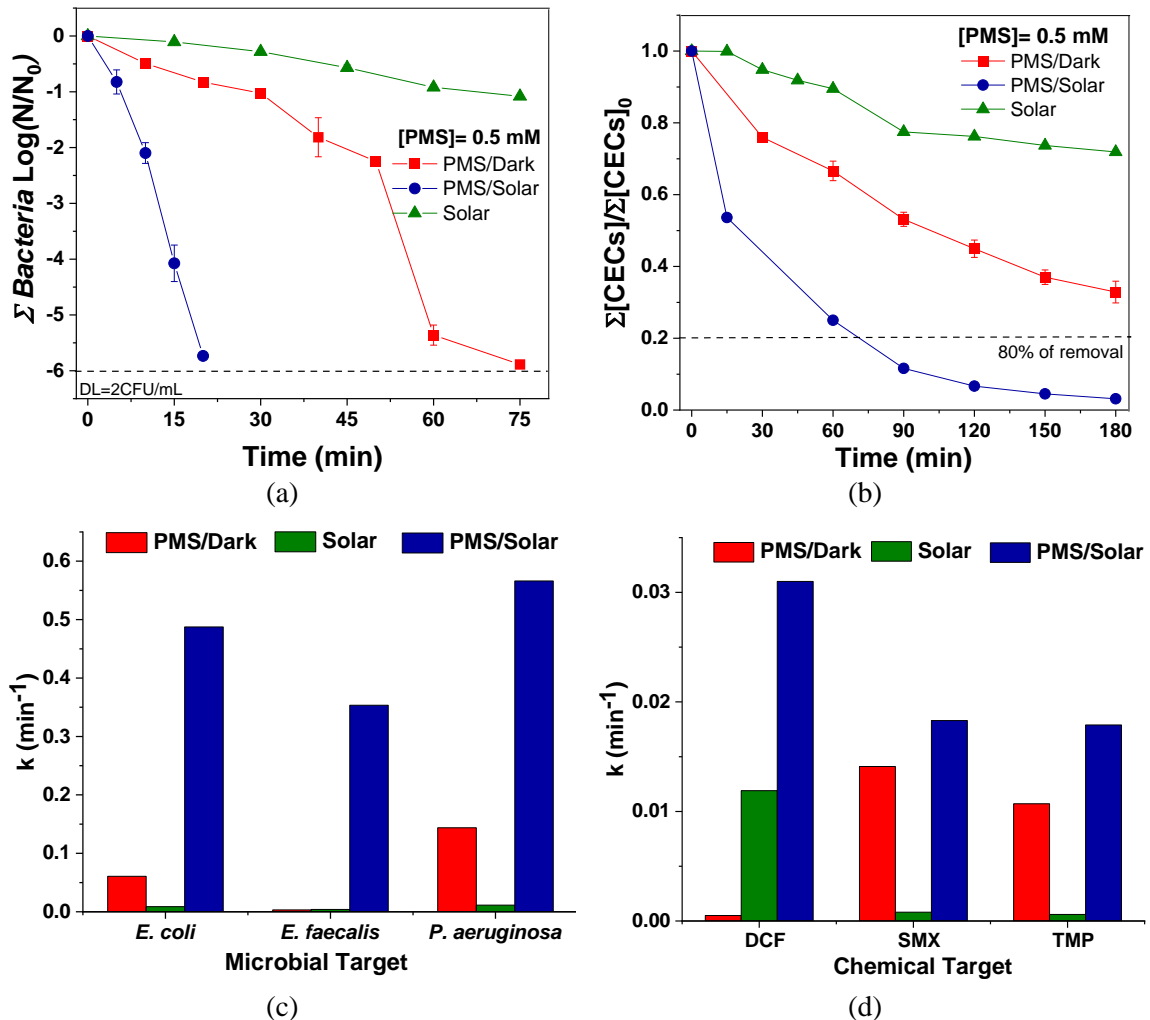 0
-1
-2
-3
-4
-5
-6
Σ Bacteria Log(N/N₀)
[PMS]= 0.5 mM
PMS/Dark
PMS/Solar
Solar
DL=2CFU/mL
0 15 30 45 60 75
Time (min)
(a)
1.0
0.8
0.6
0.4
0.2
0.0
Σ[CECs]/Σ[CECs]₀
[PMS]= 0.5 mM
PMS/Dark
PMS/Solar
Solar
80% of removal
0 30 60 90 120 150 180
Time (min)
(b)
PMS/Dark Solar PMS/Solar
0.6
0.5
0.4
0.3
0.2
0.1
0.0
k (min⁻¹)
E. coli E. faecalis P. aeruginosa
Microbial Target
(c)
PMS/Dark Solar PMS/Solar
0.03
0.02
0.01
0.00
k (min⁻¹)
DCF SMX TMP
Chemical Target
(d)